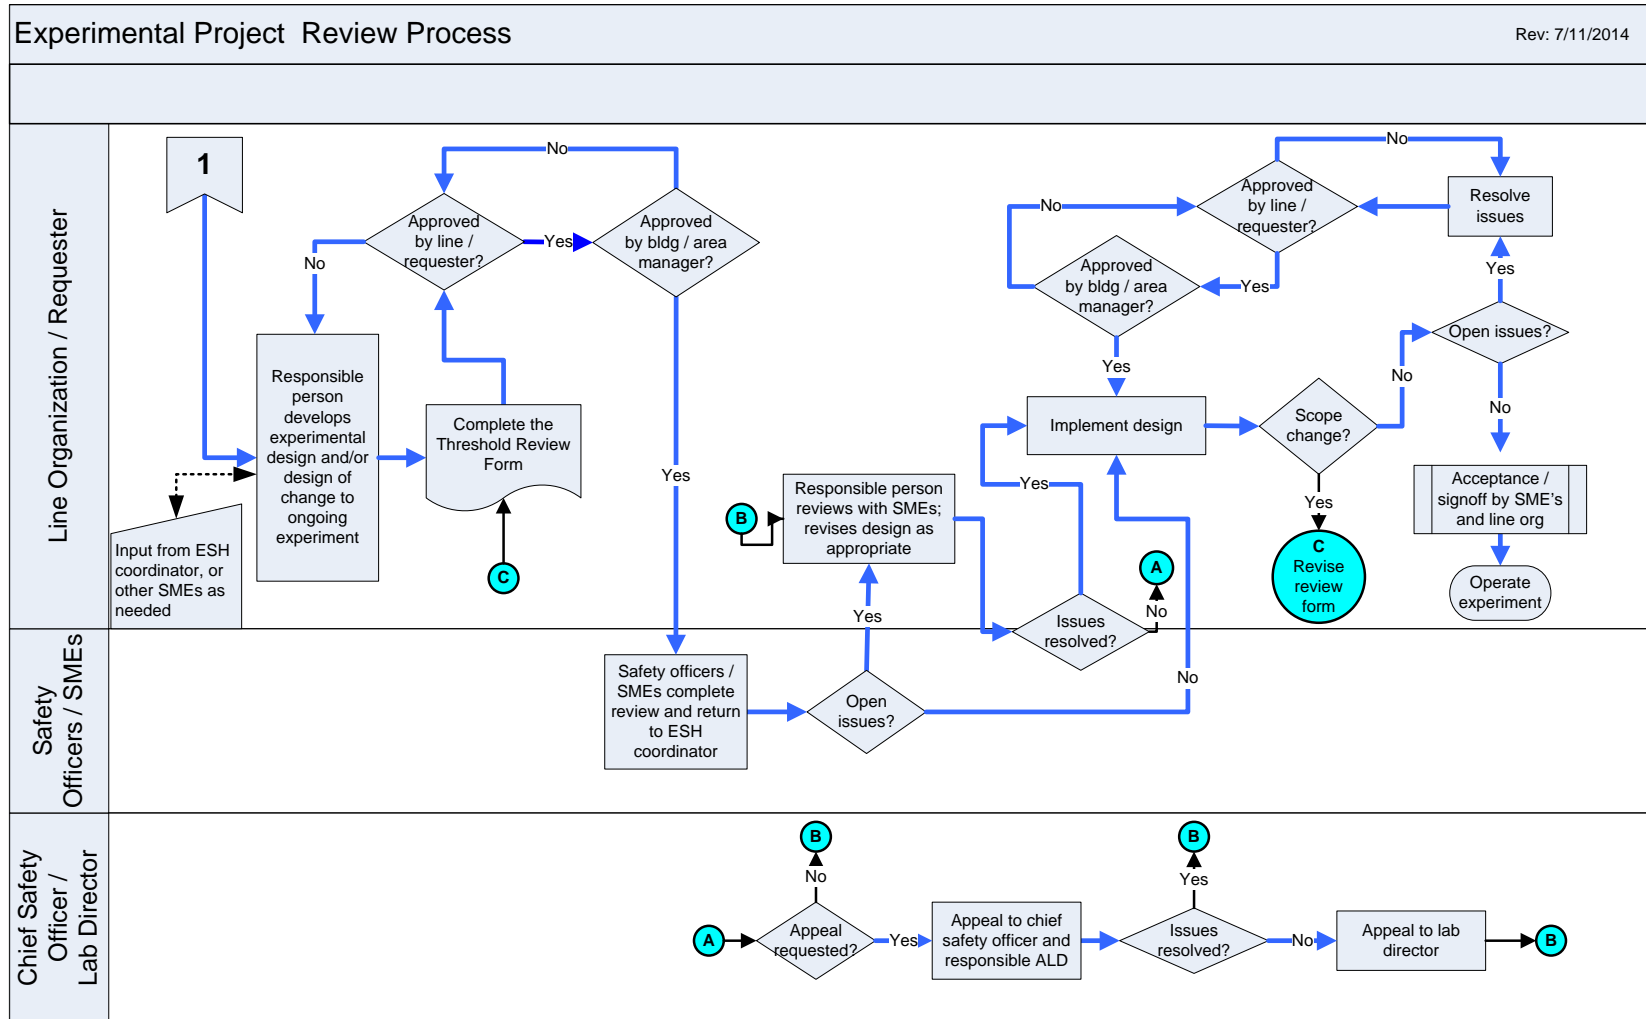 Experimental Project Review Process
Rev: 7/11/2014
Line Organization / Requester
1
No
Approved
by line /
requester?
Yes
Approved
by bldg / area
manager?
No
Responsible
person
develops
experimental
design and/or
design of
change to
ongoing
experiment
Complete the
Threshold Review
Form
Input from ESH
coordinator, or
other SMEs as
needed
C
Yes
No
Approved
by line /
requester?
No
Resolve
issues
Approved
by bldg / area
manager?
Yes
Yes
Yes
Open issues?
Implement design
Scope
change?
No
No
Yes
B
Responsible person
reviews with SMEs;
revises design as
appropriate
Yes
Acceptance /
signoff by SME's
and line org
A
C
Revise
review
form
Operate
experiment
Yes
Issues
resolved?
No
Safety
Officers / SMEs
Safety officers /
SMEs complete
review and return
to ESH
coordinator
Open
issues?
No
Chief Safety
Officer /
Lab Director
B
No
B
Yes
A
Appeal
requested?
Yes
Appeal to chief
safety officer and
responsible ALD
Issues
resolved?
No
Appeal to lab
director
B